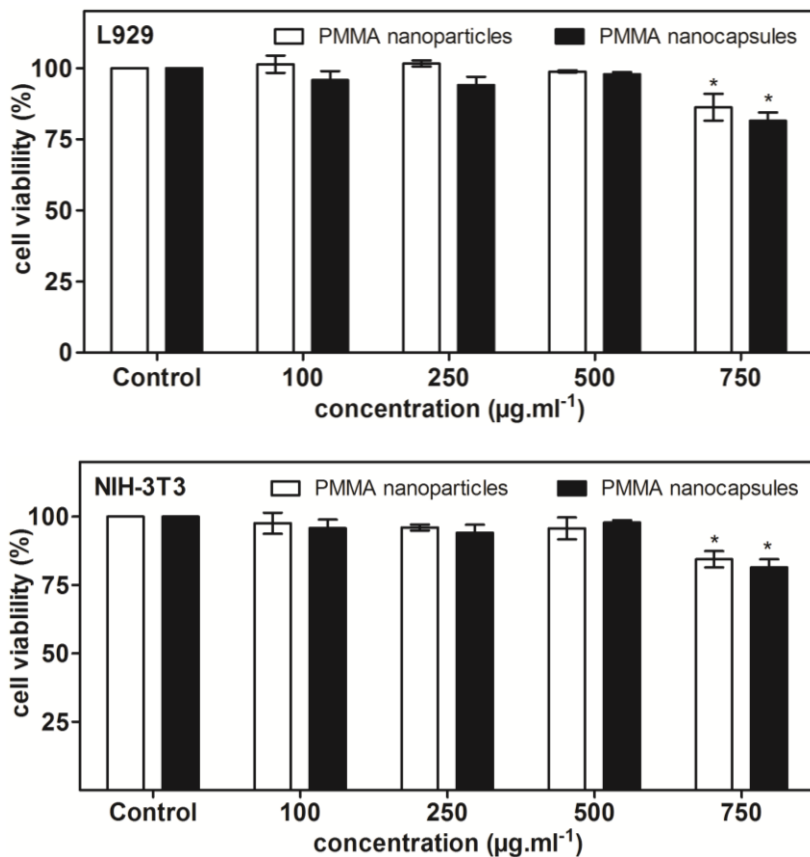 L929
PMMA nanoparticles PMMA nanocapsules
cell viablility (%)
100
75
50
25
0
* *
Control 100 250 500 750
concentration (µg.ml⁻¹)
NIH-3T3
PMMA nanoparticles PMMA nanocapsules
cell viablility (%)
100
75
50
25
* *
Control 100 250 500 750
concentration (µg.ml⁻¹)